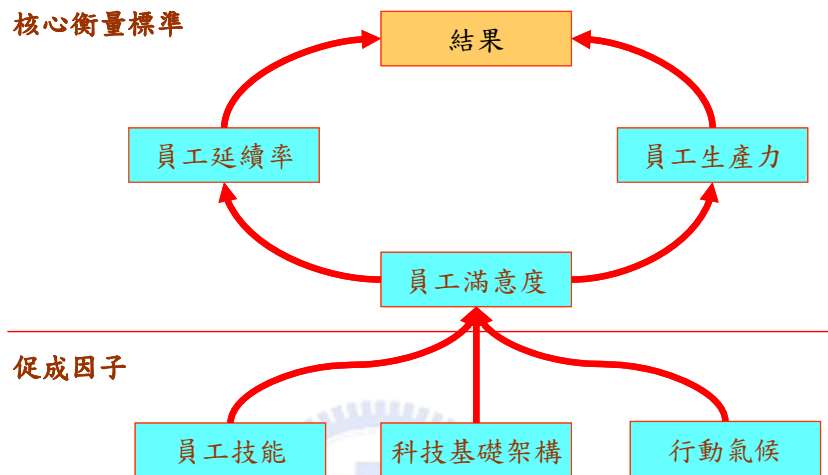 核心衡量標準
結果
員工延續率
員工生產力
員工滿意度
促成因子
員工技能
科技基礎架構
行動氣候